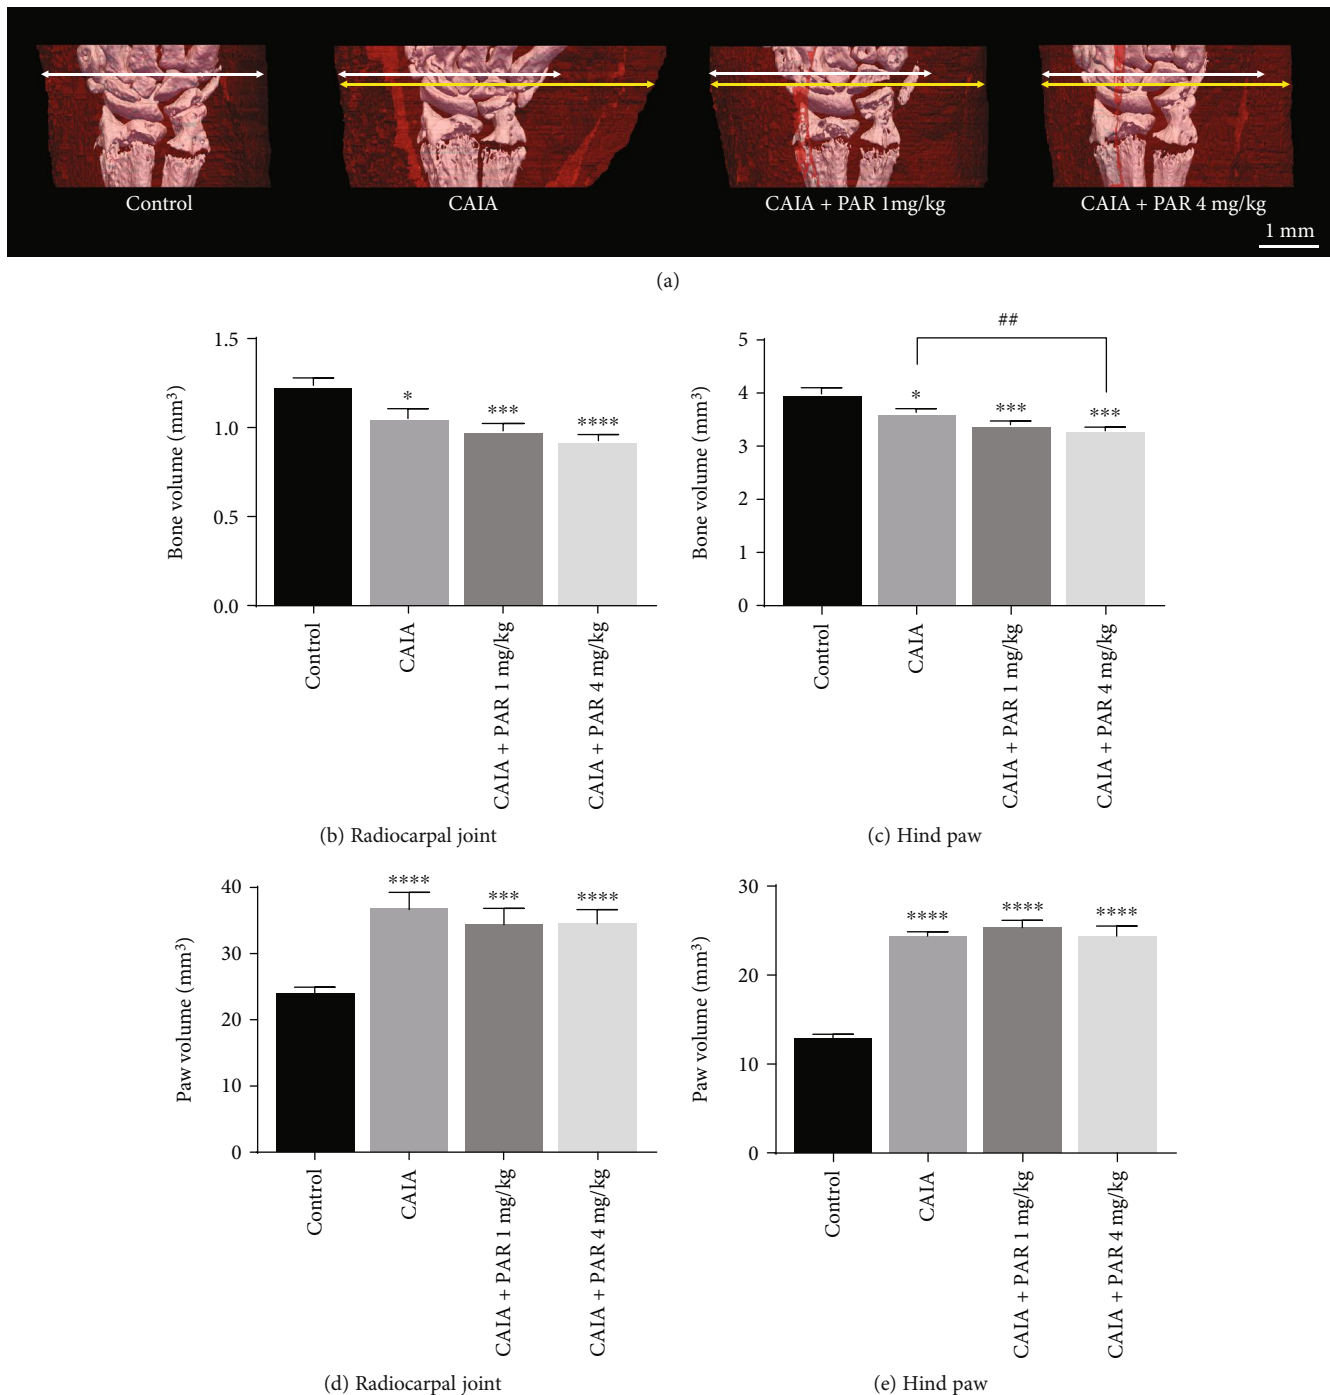 Control
CAIA
CAIA + PAR 1mg/kg
CAIA + PAR 4 mg/kg
1 mm
(a)
Bone volume (mm³)
1.5
1.0
0.5
0.0
*
***
****
Control
CAIA
CAIA + PAR 1 mg/kg
CAIA + PAR 4 mg/kg
(b) Radiocarpal joint
Bone volume (mm³)
5
4
3
2
1
0
##
*
***
***
Control
CAIA
CAIA + PAR 1 mg/kg
CAIA + PAR 4 mg/kg
(c) Hind paw
Paw volume (mm³)
40
30
20
10
0
****
***
****
Control
CAIA
CAIA + PAR 1 mg/kg
CAIA + PAR 4 mg/kg
(d) Radiocarpal joint
Paw volume (mm³)
30
20
10
0
****
****
****
Control
CAIA
CAIA + PAR 1 mg/kg
CAIA + PAR 4 mg/kg
(e) Hind paw